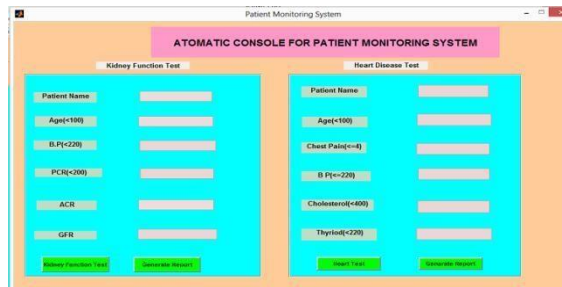 Patient Monitoring System
ATOMATIC CONSOLE FOR PATIENT MONITORING SYSTEM
Kidney Function Test
Patient Name
Age(<100)
B.P(<220)
PCR(<200)
ACR
GFR
Kidney Function Test
Generate Report
Heart Disease Test
Patient Name
Age(<100)
Chest Pain(<=4)
B P(<=220)
Cholesterol(<400)
Thyriod(<220)
Heart Test
Generate Report